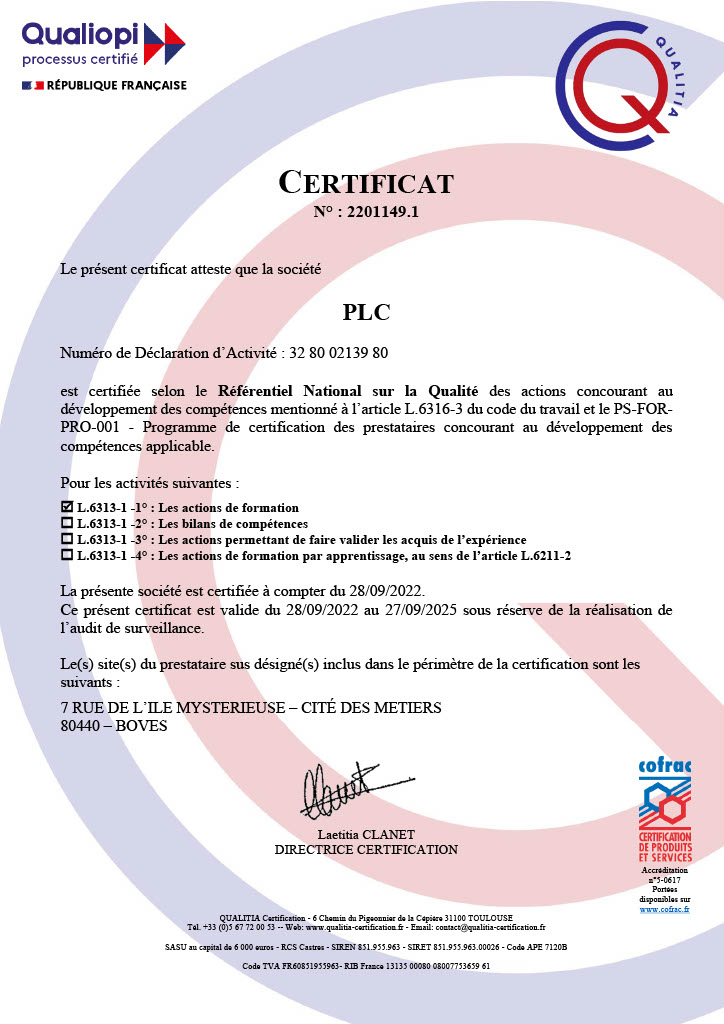 Qualiopi
processus certifié
RÉPUBLIQUE FRANÇAISE
QUALITIA
CERTIFICAT
N° : 2201149.1
Le présent certificat atteste que la société
PLC
Numéro de Déclaration d’Activité : 32 80 02139 80
est certifiée selon le Référentiel National sur la Qualité des actions concourant au
développement des compétences mentionné à l’article L.6316-3 du code du travail et le PS-FOR-
PRO-001 - Programme de certification des prestataires concourant au développement des
compétences applicable.
Pour les activités suivantes :
☑ L.6313-1 -1° : Les actions de formation
☐ L.6313-1 -2° : Les bilans de compétences
☐ L.6313-1 -3° : Les actions permettant de faire valider les acquis de l’expérience
☐ L.6313-1 -4° : Les actions de formation par apprentissage, au sens de l’article L.6211-2
La présente société est certifiée à compter du 28/09/2022.
Ce présent certificat est valide du 28/09/2022 au 27/09/2025 sous réserve de la réalisation de
l’audit de surveillance.
Le(s) site(s) du prestataire sus désigné(s) inclus dans le périmètre de la certification sont les
suivants :
7 RUE DE L’ILE MYSTERIEUSE – CITÉ DES METIERS
80440 – BOVES
Clanet
Laetitia CLANET
DIRECTRICE CERTIFICATION
cofrac
CERTIFICATION
DE PRODUITS
ET SERVICES
Accréditation
n°5-0617
Portées
disponibles sur
www.cofrac.fr
QUALITIA Certification - 6 Chemin du Pigeonnier de la Cépière 31100 TOULOUSE
Tél. +33 (0)5 67 72 00 53 -- Web: www.qualitia-certification.fr - Email: contact@qualitia-certification.fr
SASU au capital de 6 000 euros - RCS Castres - SIREN 851.955.963 - SIRET 851.955.963.00026 - Code APE 7120B
Code TVA FR60851955963- RIB France 13135 00080 08007753659 61